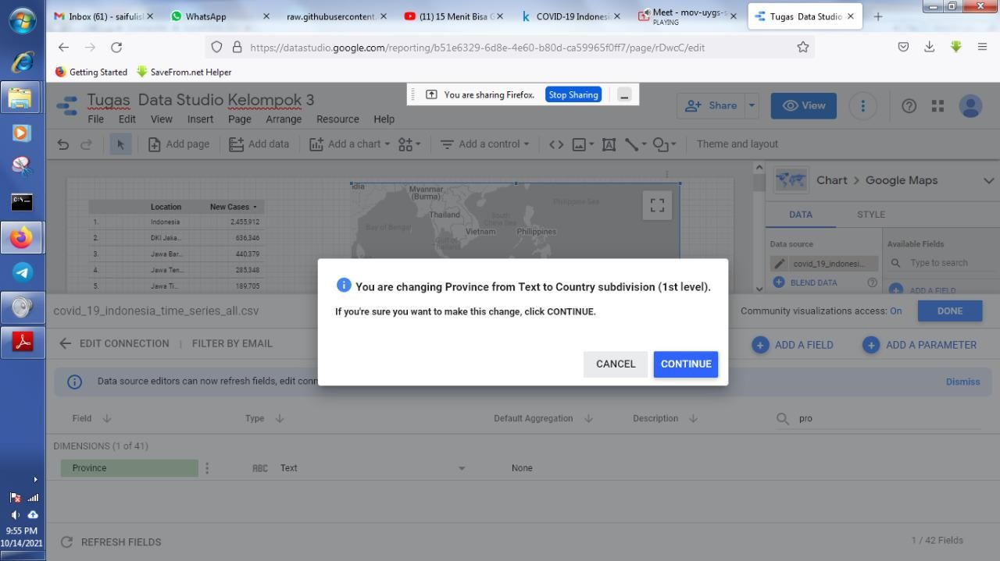 Inbox (61) - saifulis
WhatsApp
raw.githubusercontent.
(11) 15 Menit Bisa G
COVID-19 Indonesi
Meet - mov-uygs-s
PLAYING
Tugas Data Studio
https://datastudio.google.com/reporting/b51e6329-6d8e-4e60-b80d-ca59965f0ff7/page/rDwcC/edit
Getting Started
SaveFrom.net Helper
You are sharing Firefox.
Stop Sharing
Tugas Data Studio Kelompok 3
File Edit View Insert Page Arrange Resource Help
Share
View
Add page
Add data
Add a chart
Add a control
Theme and layout
Location New Cases
1. Indonesia 2,455,912
2. DKI Jaka... 636,346
3. Jawa Bar... 440,379
4. Jawa Ten... 285,348
5. Jawa Ti... 189,705
idia
Myanmar
(Burma)
Thailand
Bay of Bengal
Gulf of
Thailand
Vietnam
South
China Sea
Philippines
Philippine Sea
Chart > Google Maps
DATA
STYLE
Data source
covid_19_indonesi...
BLEND DATA
Available Fields
Type to search
ADD A FIELD
You are changing Province from Text to Country subdivision (1st level).
If you're sure you want to make this change, click CONTINUE.
CANCEL
CONTINUE
covid_19_indonesia_time_series_all.csv
Community visualizations access: On
DONE
EDIT CONNECTION | FILTER BY EMAIL
ADD A FIELD
ADD A PARAMETER
Data source editors can now refresh fields, edit conn
Dismiss
Field
Type
Default Aggregation
Description
pro
DIMENSIONS (1 of 41)
Province
ABC
Text
None
REFRESH FIELDS
1 / 42 Fields
9:55 PM
10/14/2021